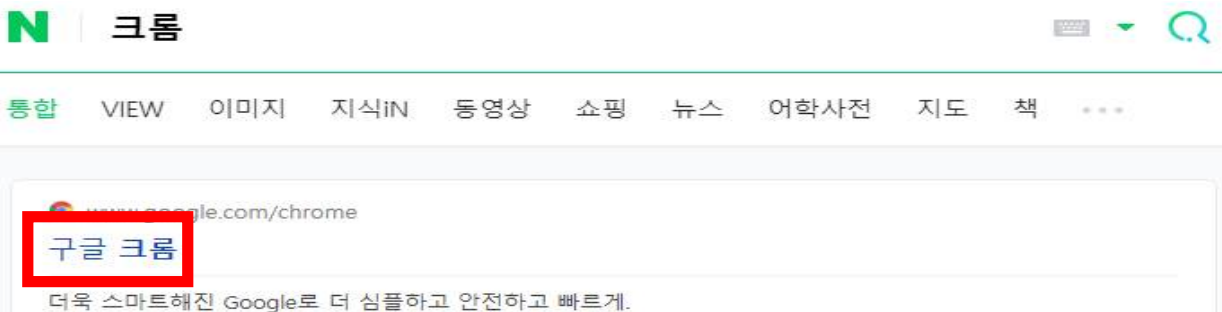 N 크롬
통합 VIEW 이미지 지식iN 동영상 쇼핑 뉴스 어학사전 지도 책
www.google.com/chrome
구글 크롬
더욱 스마트해진 Google로 더 심플하고 안전하고 빠르게.